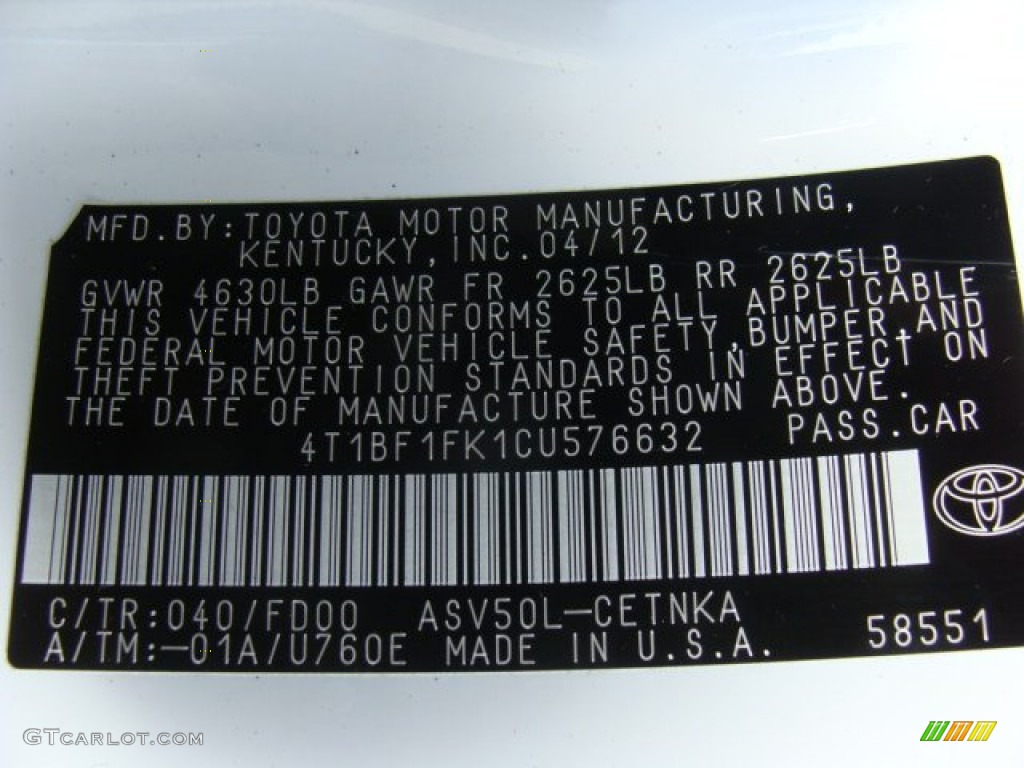 MFD.BY:TOYOTA MOTOR MANUFACTURING,
KENTUCKY,INC.04/12
GVWR 4630LB GAWR FR 2625LB RR 2625LB
THIS VEHICLE CONFORMS TO ALL APPLICABLE
FEDERAL MOTOR VEHICLE SAFETY,BUMPER,AND
THEFT PREVENTION STANDARDS IN EFFECT ON
THE DATE OF MANUFACTURE SHOWN ABOVE.
4T1BF1FK1CU576632 PASS.CAR
C/TR:040/FD00 ASV50L-CETNKA
A/TM:-01A/U760E MADE IN U.S.A. 58551
GTCARLOT.COM